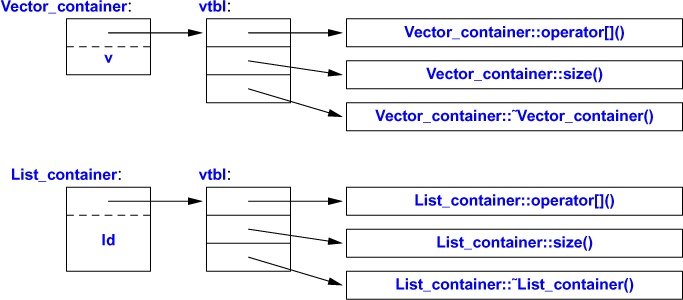 Vector_container: vtbl:
Vector_container::operator[]()
v
Vector_container::size()
Vector_container::˜Vector_container()
List_container: vtbl:
List_container::operator[]()
ld
List_container::size()
List_container::˜List_container()